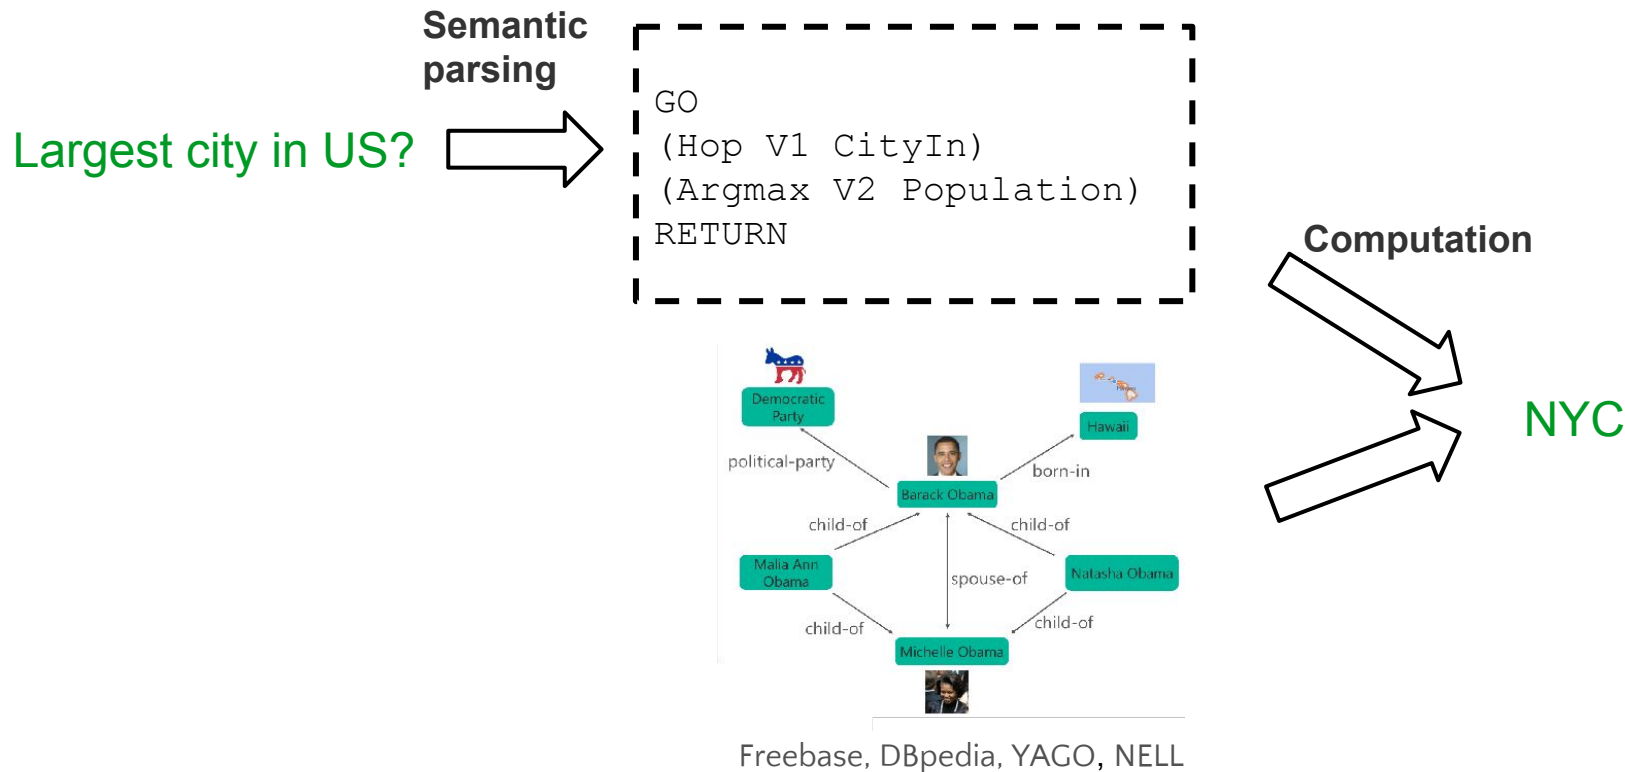 Semantic
parsing
Largest city in US?
GO
(Hop V1 CityIn)
(Argmax V2 Population)
RETURN
Computation
NYC
Democratic
Party
Hawaii
political-party
born-in
Barack Obama
child-of
child-of
Malia Ann
Obama
spouse-of
Natasha Obama
child-of
child-of
Michelle Obama
Freebase, DBpedia, YAGO, NELL